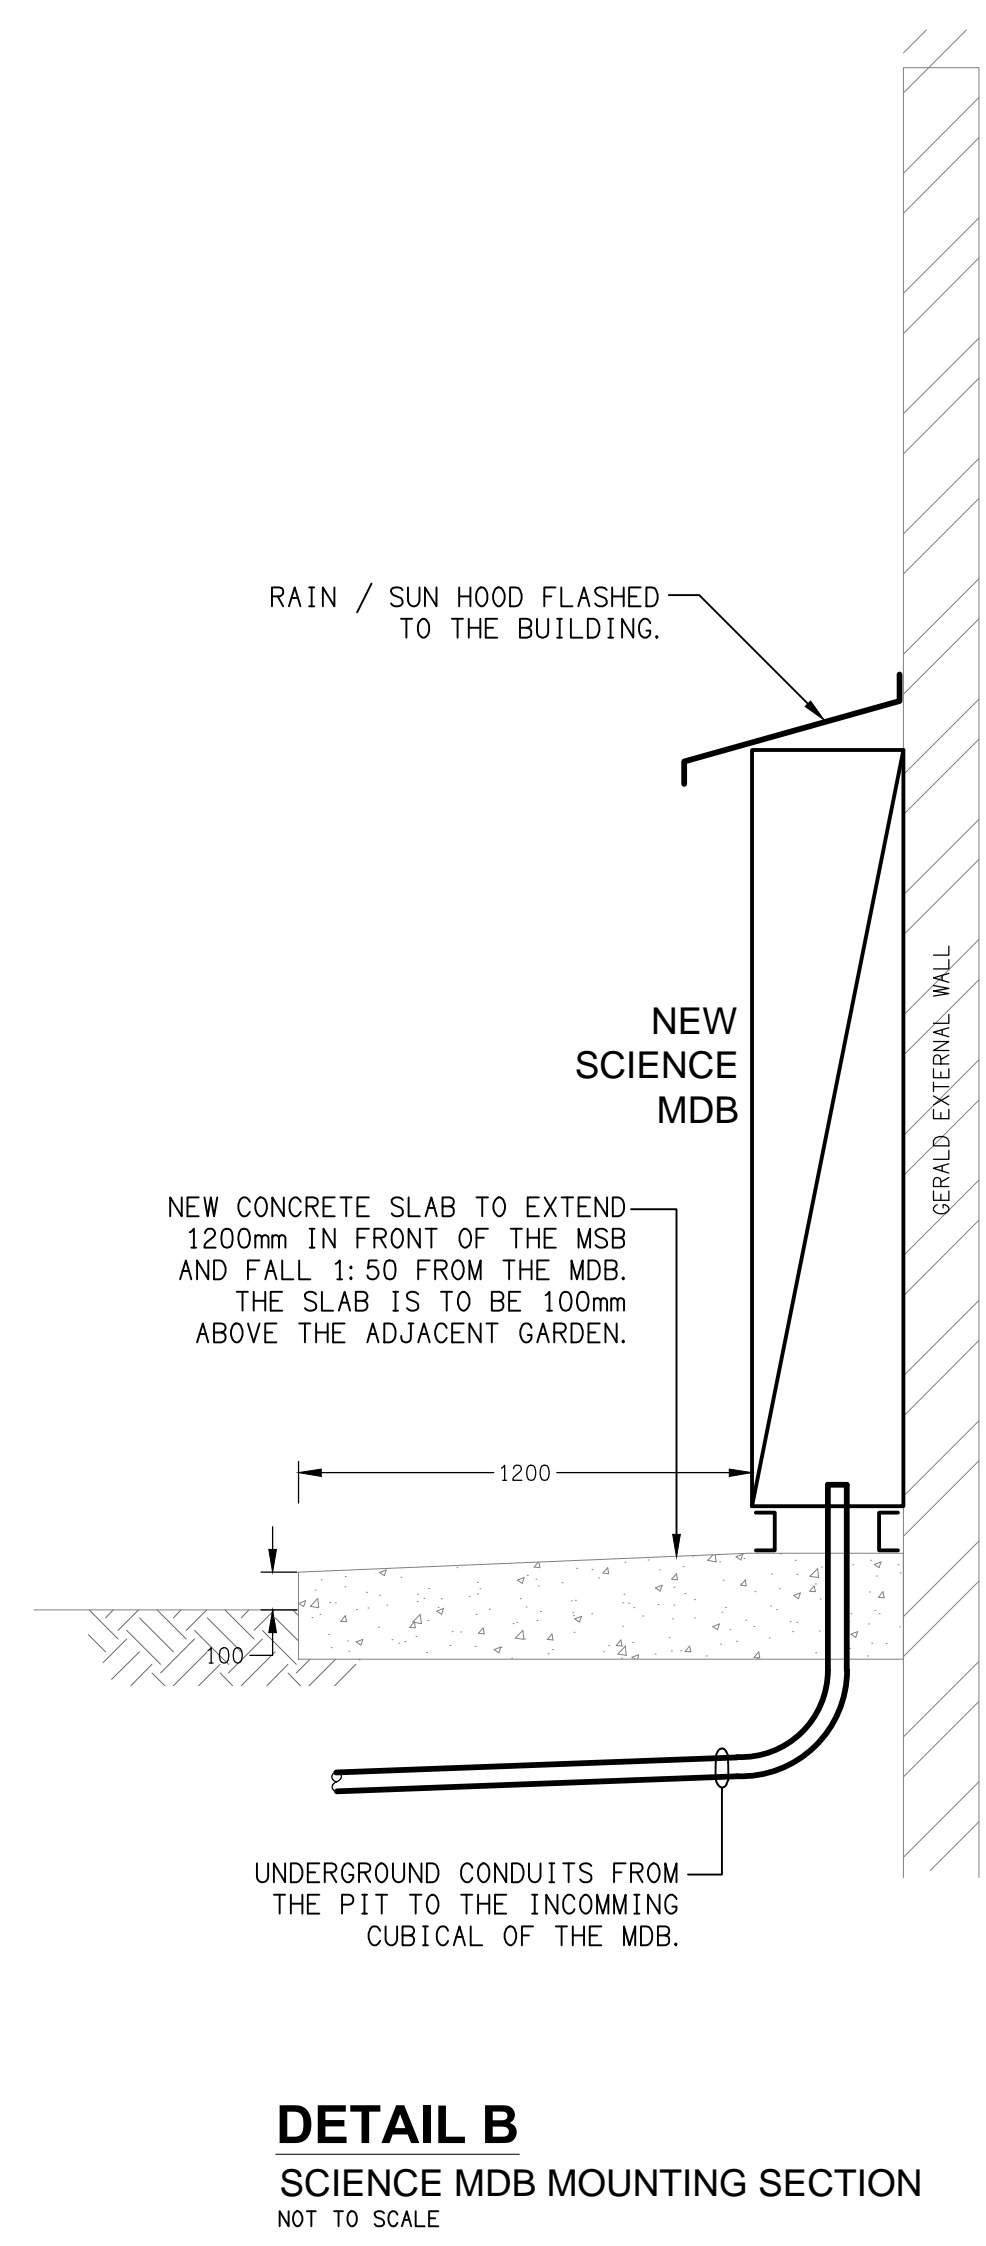 RAIN / SUN HOOD FLASHED
TO THE BUILDING.
NEW
SCIENCE
MDB
GERALD EXTERNAL WALL
NEW CONCRETE SLAB TO EXTEND
1200mm IN FRONT OF THE MSB
AND FALL 1:50 FROM THE MDB.
THE SLAB IS TO BE 100mm
ABOVE THE ADJACENT GARDEN.
1200
100
UNDERGROUND CONDUITS FROM
THE PIT TO THE INCOMMING
CUBICAL OF THE MDB.
DETAIL B
SCIENCE MDB MOUNTING SECTION
NOT TO SCALE